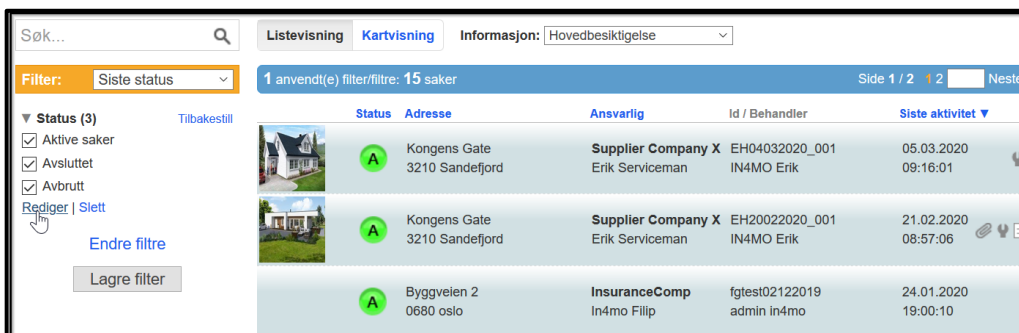 Søk...
Listevisning Kartvisning Informasjon: Hovedbesiktigelse
Filter: Siste status
1 anvendt(e) filter/filtre: 15 saker Side 1 / 2 1 2 Neste
▼ Status (3) Tilbakestill
Aktive saker
Avsluttet
Avbrutt
Rediger | Slett
Endre filtre
Lagre filter
Status Adresse Ansvarlig Id / Behandler Siste aktivitet ▼
A Kongens Gate Supplier Company X EH04032020_001 05.03.2020
3210 Sandefjord Erik Serviceman IN4MO Erik 09:16:01
A Kongens Gate Supplier Company X EH20022020_001 21.02.2020
3210 Sandefjord Erik Serviceman IN4MO Erik 08:57:06
A Byggveien 2 InsuranceComp fgtest02122019 24.01.2020
0680 oslo In4mo Filip admin in4mo 19:00:10